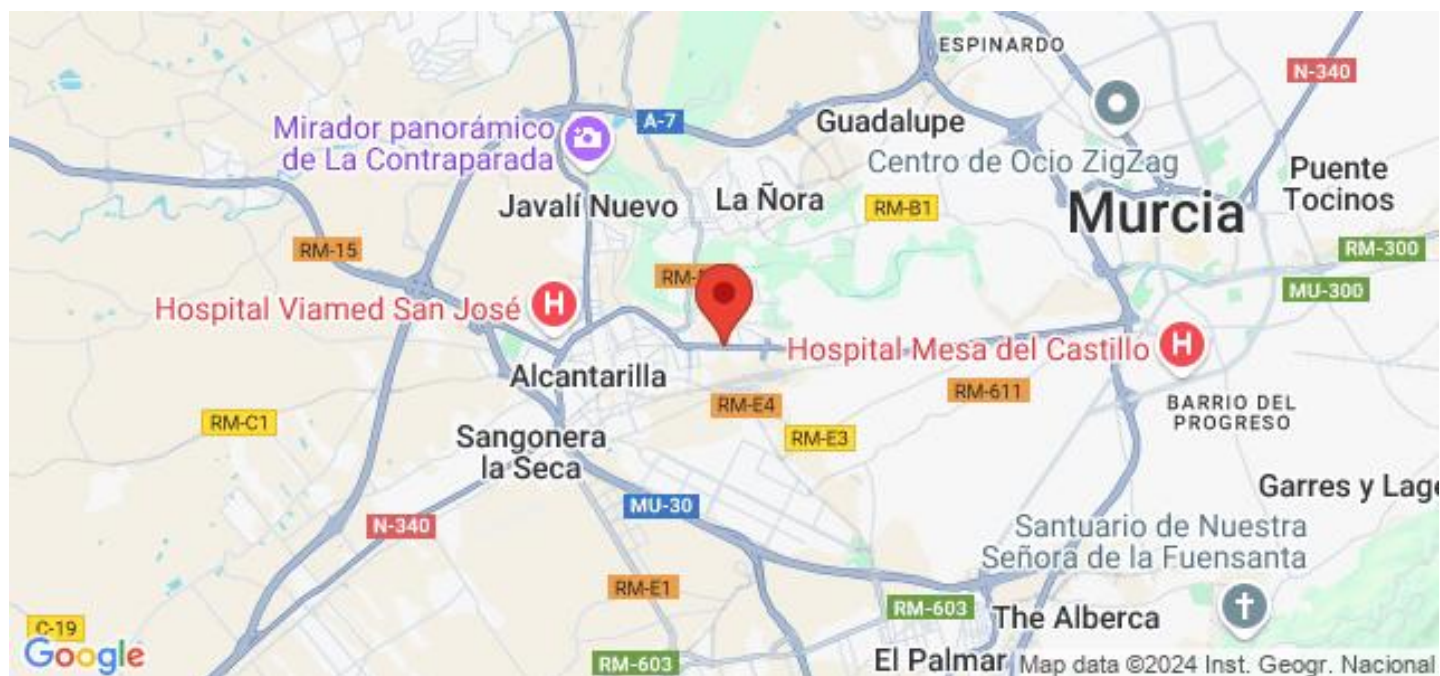 ESPINARDO
N-340
Mirador panorámico
de La Contraparada
A-7
Guadalupe
Centro de Ocio ZigZag
Puente
Tocinos
Javalí Nuevo
La Ñora
RM-B1
Murcia
RM-15
RM-300
MU-300
Hospital Viamed San José
H
Hospital Mesa del Castillo
H
Alcantarilla
RM-E4
RM-611
BARRIO DEL
PROGRESO
RM-C1
RM-E3
Sangonera
la Seca
Garres y Lage
MU-30
N-340
Santuario de Nuestra
Señora de la Fuensanta
RM-E1
RM-603
The Alberca
C-19
Google
RM-603
El Palmar
Map data ©2024 Inst. Geogr. Nacional